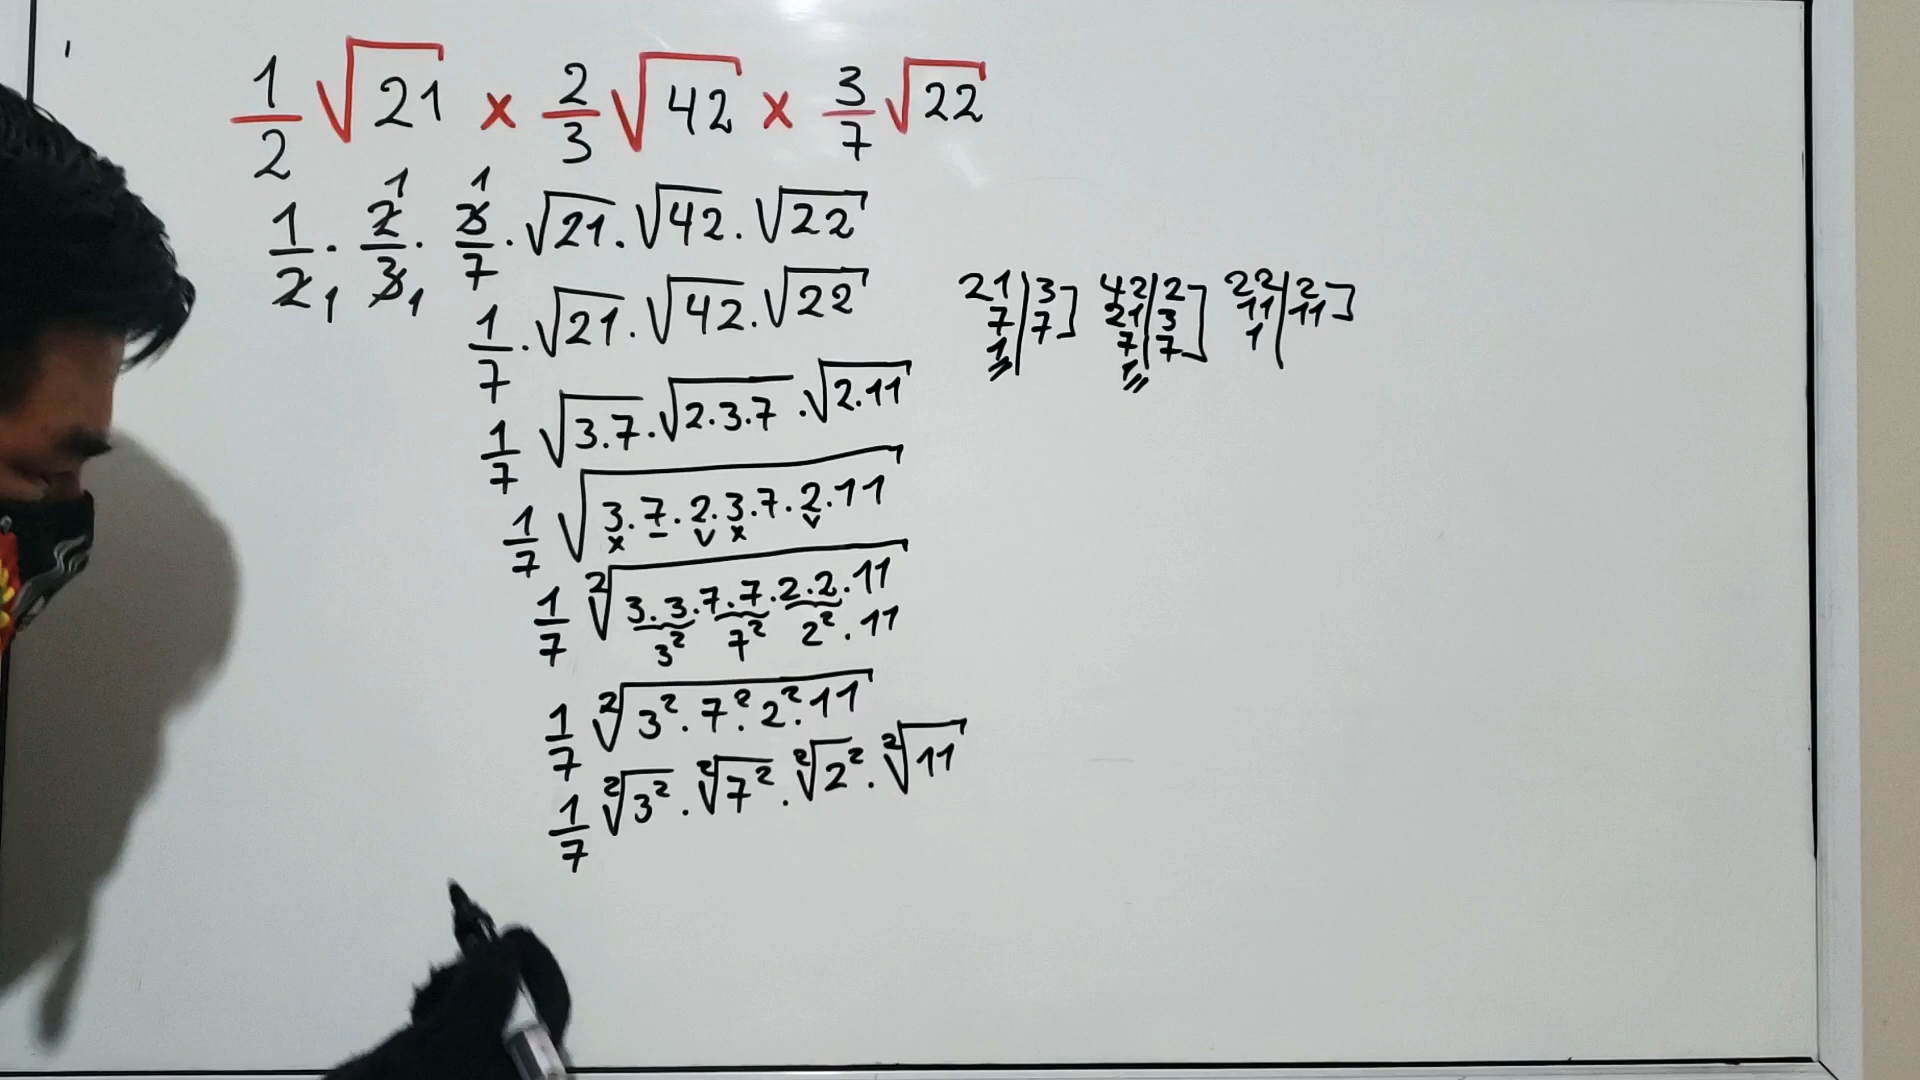 1/2 √21 x 2/3 √42 x 3/7 √22
1/2 1 . 1 2/3 1 . 1 3/7 . √21 . √42 . √22
1/7 . √21 . √42 . √22
21|3 42|2 22|2
7|7 21|3 11|11
1| 7|7 1|
1|
1/7 √3.7 . √2.3.7 . √2.11
1/7 √3.7.2.3.7.2.11
x - v x v
1/7 ²√3.3.7.7.2.2.11
3² 7² 2² . 11
1/7 ²√3².7².2².11
1/7 ²√3² . ²√7² . ²√2² . ²√11